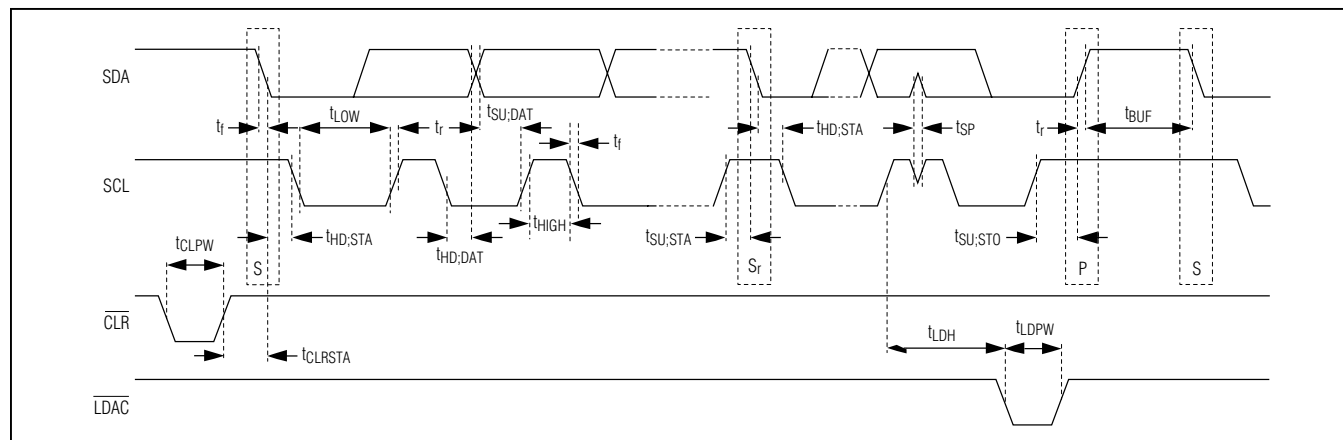 SDA
tLOW
tSU;DAT
tf
tr
tf
tHD;STA
tSP
tr
tBUF
SCL
tHD;STA
tHD;DAT
tHIGH
tSU;STA
tSU;STO
tCLPW
S
Sr
P
S
CLR
tCLRSTA
tLDH
tLDPW
LDAC